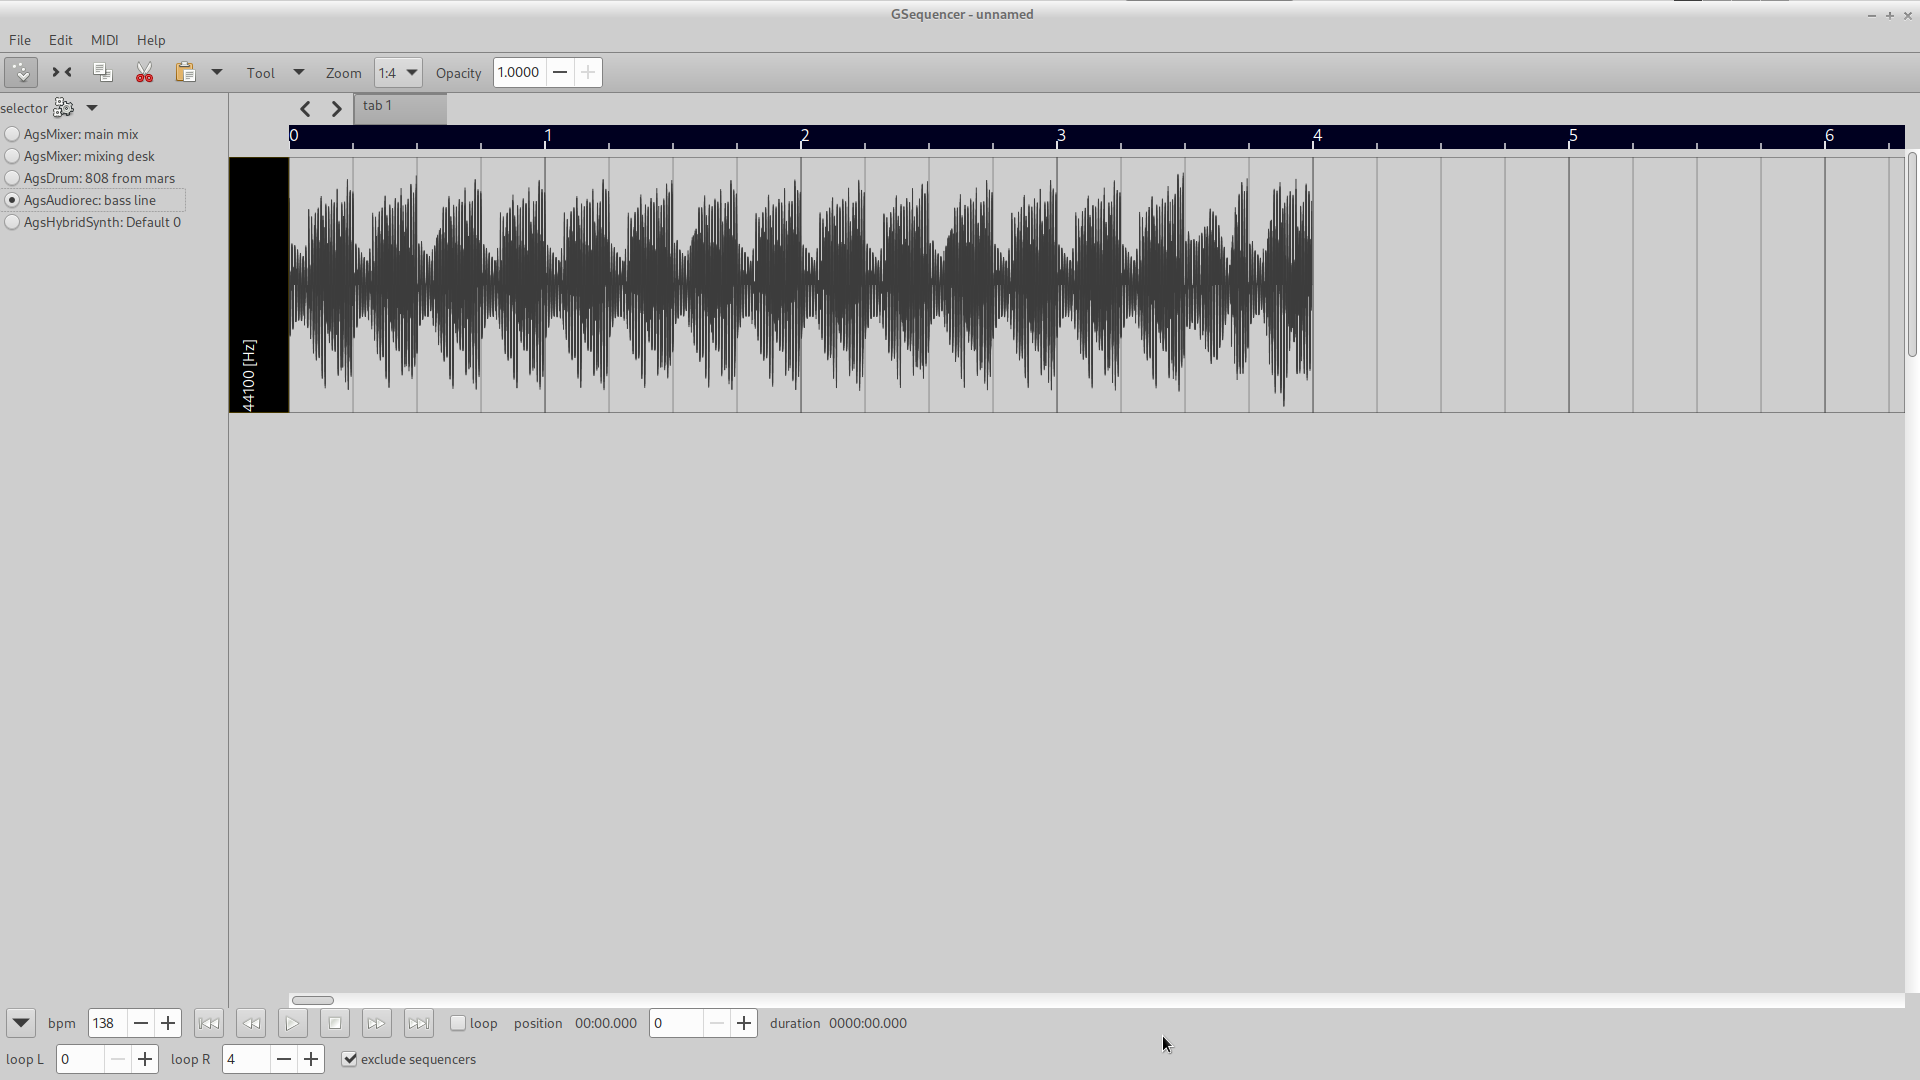 GSequencer - unnamed
File Edit MIDI Help
Tool Zoom 1:4 Opacity 1.0000
selector
tab 1
0 1 2 3 4 5 6
AgsMixer: main mix
AgsMixer: mixing desk
AgsDrum: 808 from mars
AgsAudiorec: bass line
AgsHybridSynth: Default 0
44100 [Hz]
bpm 138 loop position 00:00.000 0 duration 0000:00.000
loop L 0 loop R 4 exclude sequencers